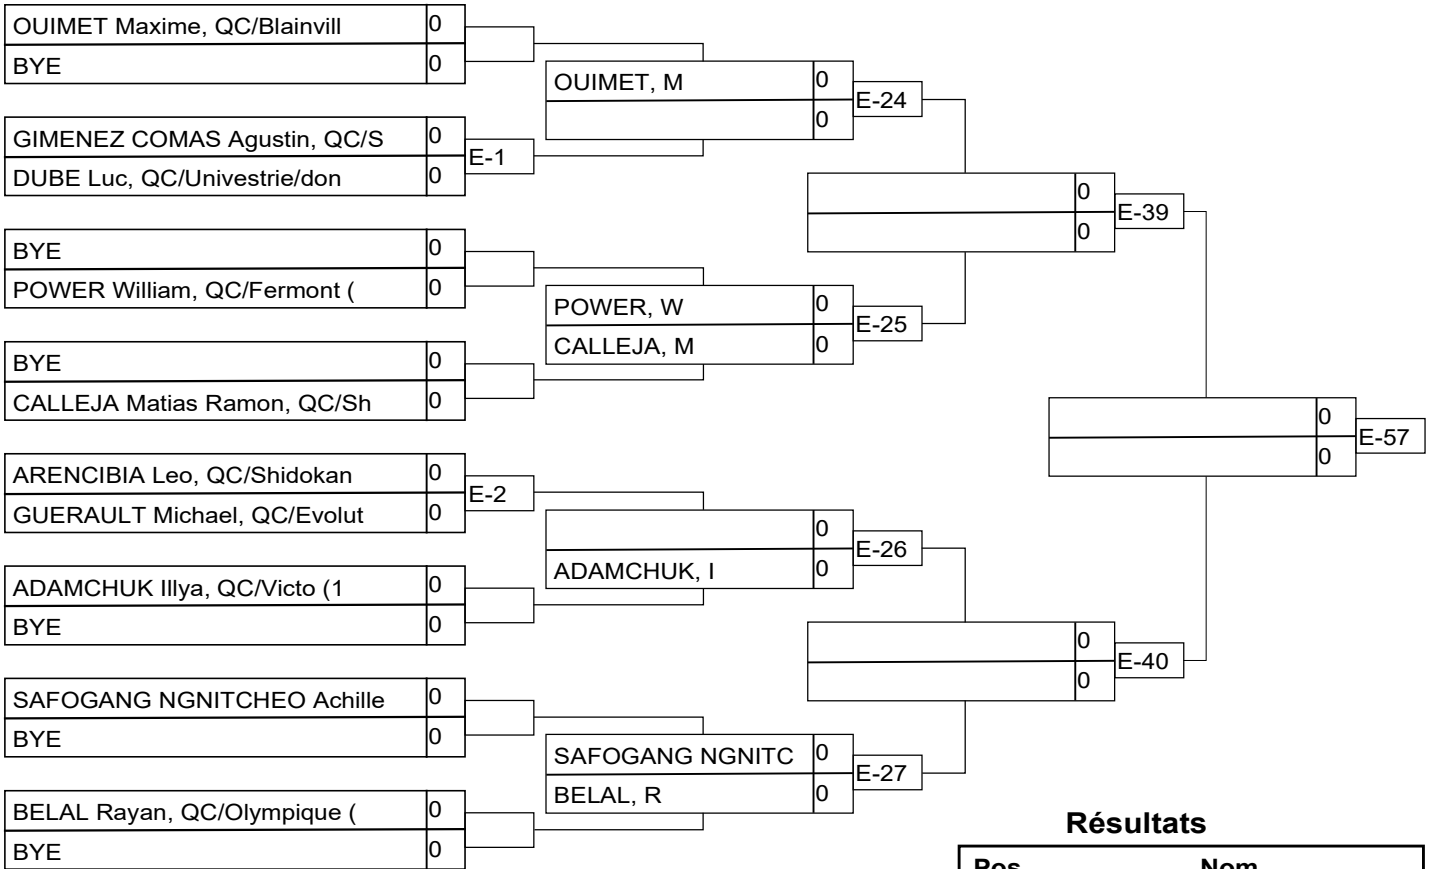 OUIMET Maxime, QC/Blainvill 0
BYE 0
GIMENEZ COMAS Agustin, QC/S 0
DUBE Luc, QC/Univestrie/don 0
E-1
BYE 0
POWER William, QC/Fermont ( 0
BYE 0
CALLEJA Matias Ramon, QC/Sh 0
ARENCIBIA Leo, QC/Shidokan 0
GUERAULT Michael, QC/Evolut 0
E-2
ADAMCHUK Illya, QC/Victo (1 0
BYE 0
SAFOGANG NGNITCHEO Achille 0
BYE 0
BELAL Rayan, QC/Olympique ( 0
BYE 0
OUIMET, M 0
0
E-24
POWER, W 0
CALLEJA, M 0
E-25
0
ADAMCHUK, I 0
E-26
SAFOGANG NGNITC 0
BELAL, R 0
E-27
0
0
E-39
0
0
E-40
0
0
E-57
Résultats
Pos Nom